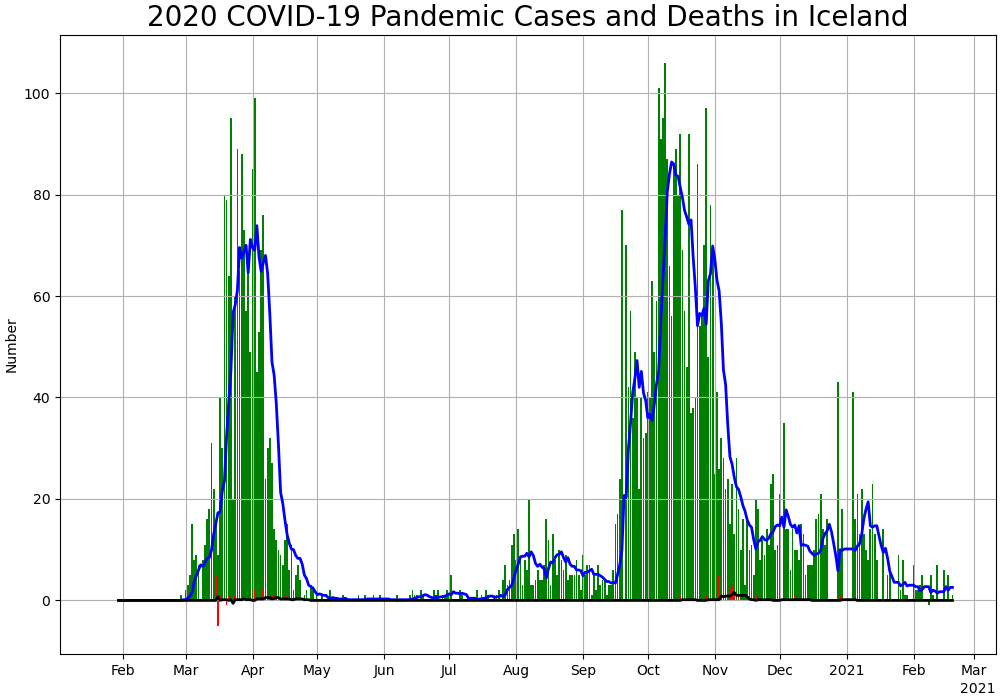 2020 COVID-19 Pandemic Cases and Deaths in Iceland
Number
100
80
60
40
20
0
Feb Mar Apr May Jun Jul Aug Sep Oct Nov Dec 2021 Feb Mar
2021